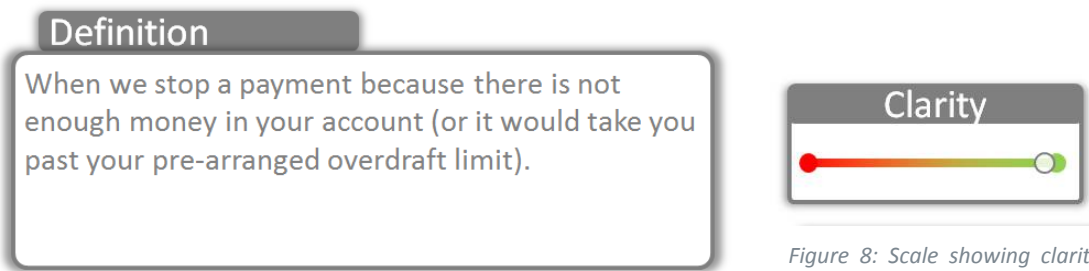 Definition
When we stop a payment because there is not
enough money in your account (or it would take you
past your pre-arranged overdraft limit).
Clarity
Figure 8: Scale showing clarit